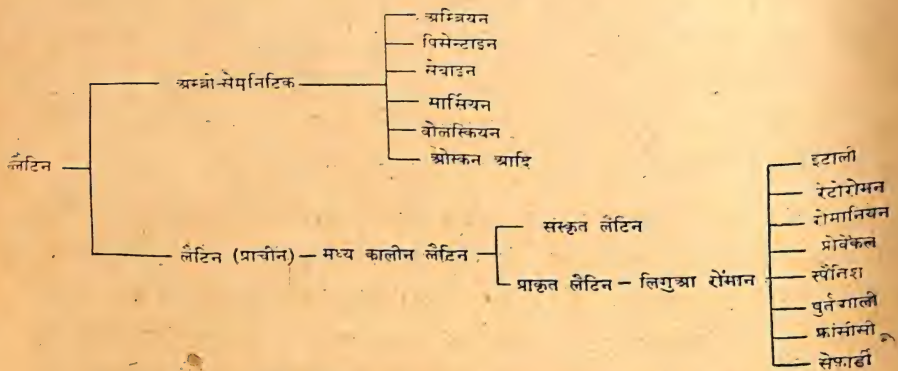 अम्ब्रियन
पिसेन्टाइन
सेबाइन
अम्ब्रो-सेमनिटिक
मार्सियन
वोलस्कियन
ओस्कन आदि
लैटिन
इटाली
रेटोरोमन
रोमानियन
प्रोवेंकल
स्पैनिश
पुर्तगाली
फ्रांसीसी
सेफार्डी
संस्कृत लैटिन
लैटिन (प्राचीन) — मध्य कालीन लैटिन
प्राकृत लैटिन — लिंगुआ रोमान